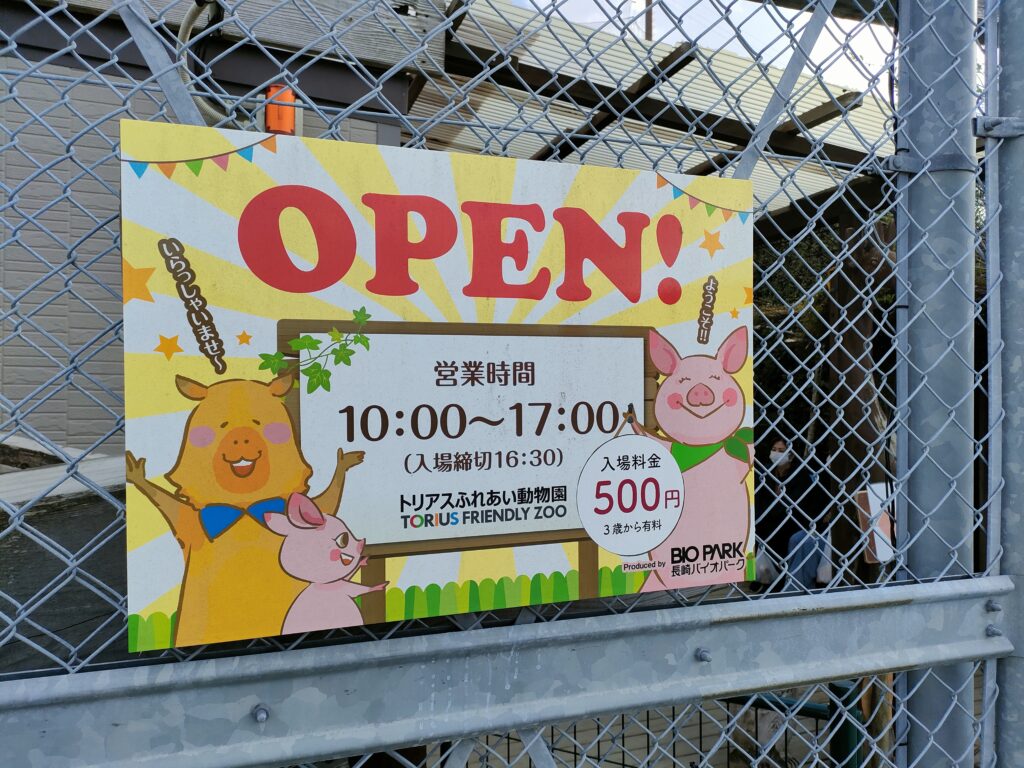 OPEN!
いらっしゃいませ~
ようこそ!!
営業時間
10:00〜17:00
(入場締切16:30)
トリアスふれあい動物園
TORIUS FRIENDLY ZOO
入場料金
500円
3歳から有料
Produced by BIO PARK
長崎バイオパーク